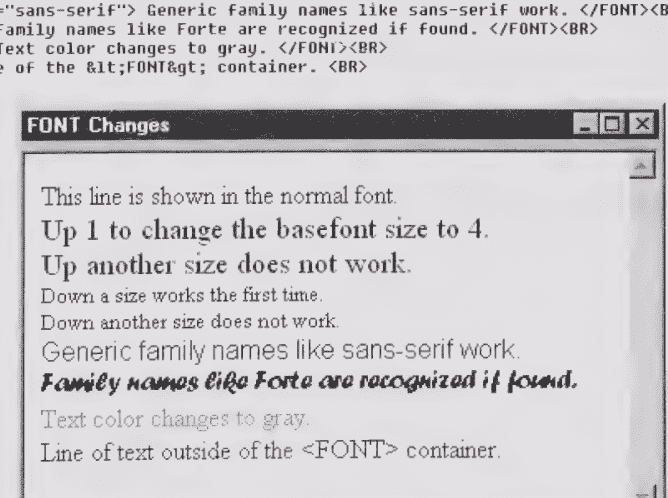 ="sans-serif"> Generic family names like sans-serif work. </FONT><B
Family names like Forte are recognized if found. </FONT><BR>
Text color changes to gray. </FONT><BR>
e of the &lt;FONT&gt; container. <BR>
FONT Changes
This line is shown in the normal font.
Up 1 to change the basefont size to 4.
Up another size does not work.
Down a size works the first time.
Down another size does not work.
Generic family names like sans-serif work.
Family names like Forte are recognized if found.
Text color changes to gray.
Line of text outside of the <FONT> container.